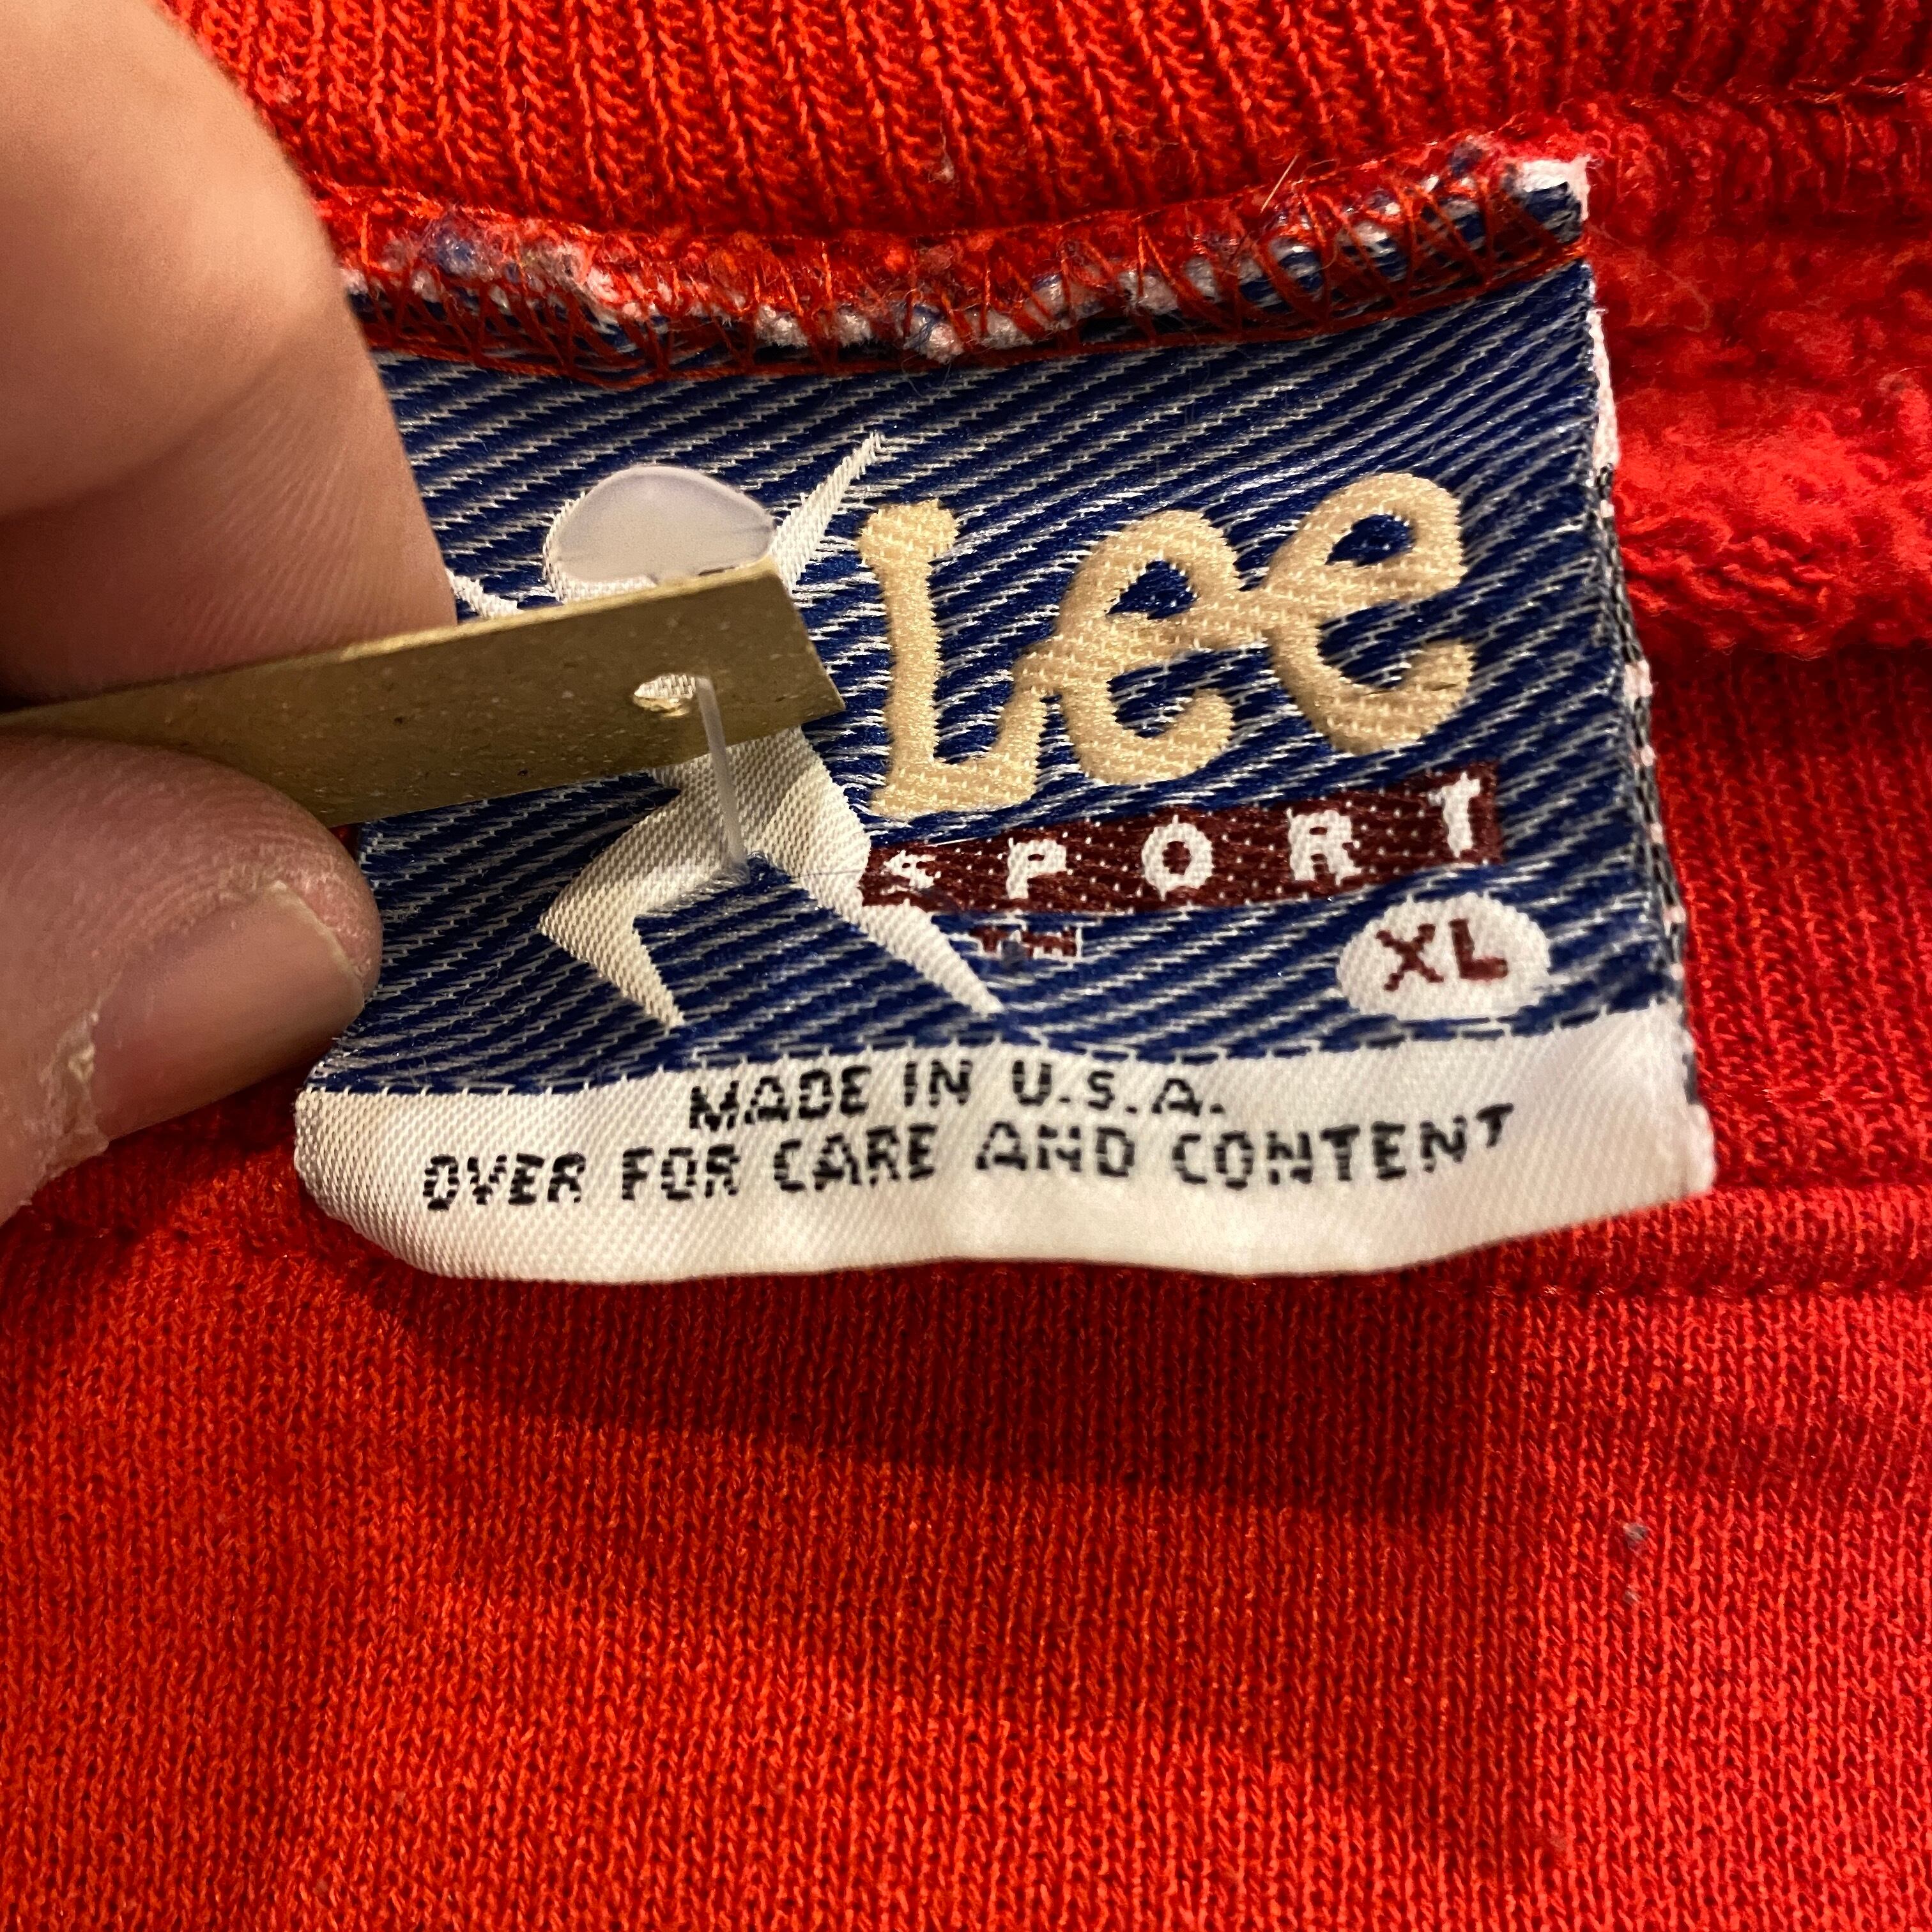 Lee
SPORT
TM
XL
MADE IN U.S.A.
OVER FOR CARE AND CONTENT